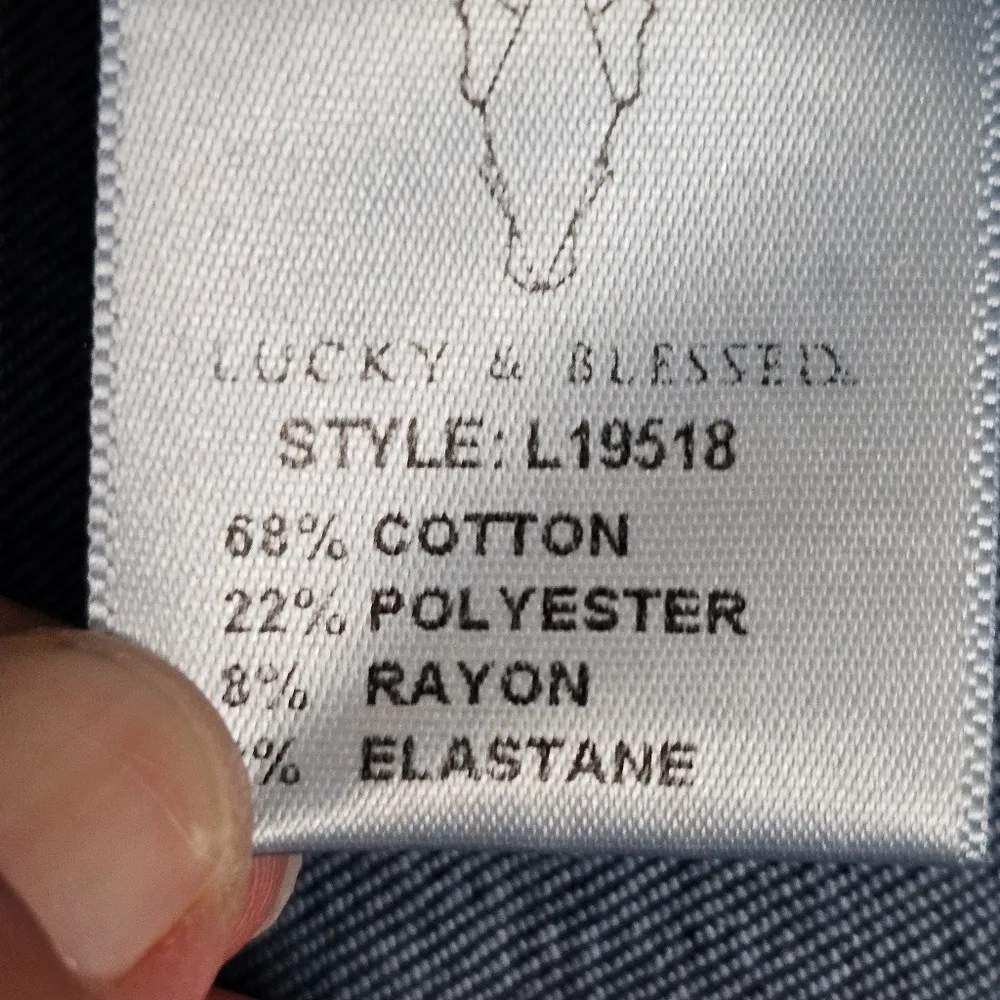 LUCKY & BLESSED
STYLE: L19518
68% COTTON
22% POLYESTER
8% RAYON
% ELASTANE